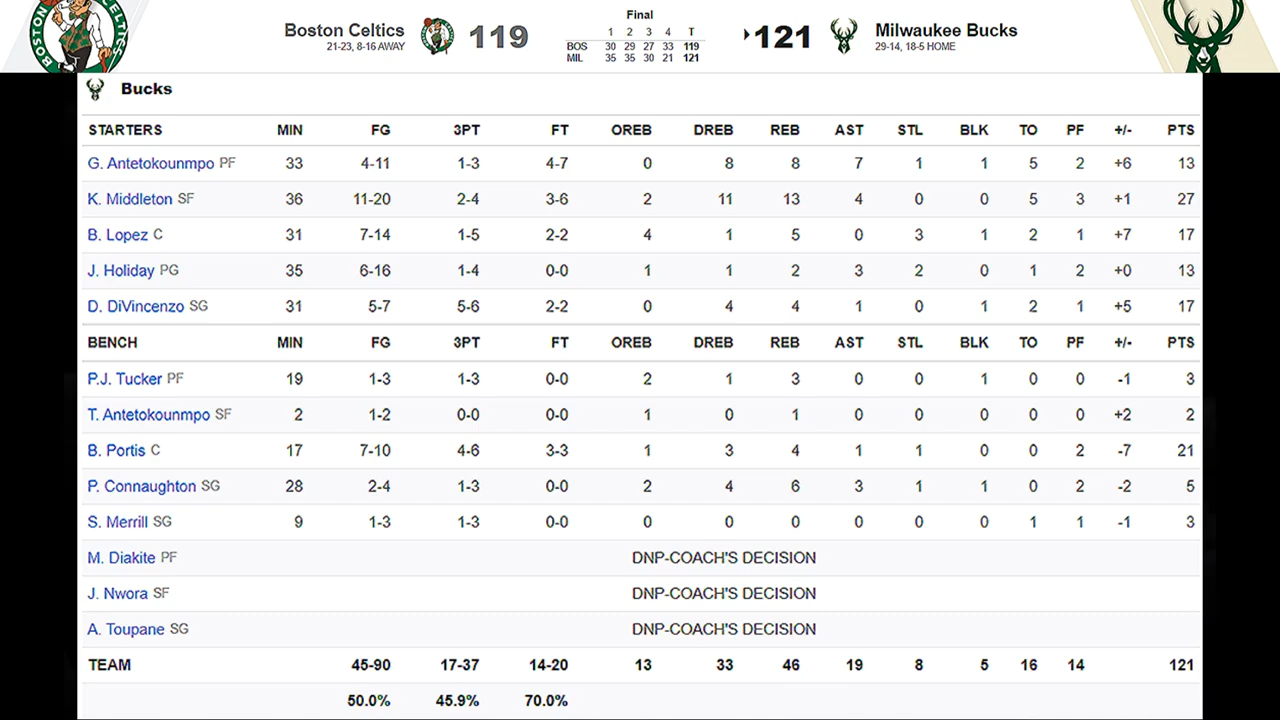 BOSTON CELTICS
Final
Boston Celtics 119 121 Milwaukee Bucks
21-23, 8-16 AWAY 29-14, 18-5 HOME
1 2 3 4 T
BOS 30 29 27 33 119
MIL 35 35 30 21 121
Bucks
STARTERS MIN FG 3PT FT OREB DREB REB AST STL BLK TO PF +/- PTS
G. Antetokounmpo PF 33 4-11 1-3 4-7 0 8 8 7 1 1 5 2 +6 13
K. Middleton SF 36 11-20 2-4 3-6 2 11 13 4 0 0 5 3 +1 27
B. Lopez C 31 7-14 1-5 2-2 4 1 5 0 3 1 2 1 +7 17
J. Holiday PG 35 6-16 1-4 0-0 1 1 2 3 2 0 1 2 +0 13
D. DiVincenzo SG 31 5-7 5-6 2-2 0 4 4 1 0 1 2 1 +5 17
BENCH MIN FG 3PT FT OREB DREB REB AST STL BLK TO PF +/- PTS
P.J. Tucker PF 19 1-3 1-3 0-0 2 1 3 0 0 1 0 0 -1 3
T. Antetokounmpo SF 2 1-2 0-0 0-0 1 0 1 0 0 0 0 0 +2 2
B. Portis C 17 7-10 4-6 3-3 1 3 4 1 1 0 0 2 -7 21
P. Connaughton SG 28 2-4 1-3 0-0 2 4 6 3 1 1 0 2 -2 5
S. Merrill SG 9 1-3 1-3 0-0 0 0 0 0 0 0 1 1 -1 3
M. Diakite PF DNP-COACH'S DECISION
J. Nwora SF DNP-COACH'S DECISION
A. Toupane SG DNP-COACH'S DECISION
TEAM 45-90 17-37 14-20 13 33 46 19 8 5 16 14 121
50.0% 45.9% 70.0%